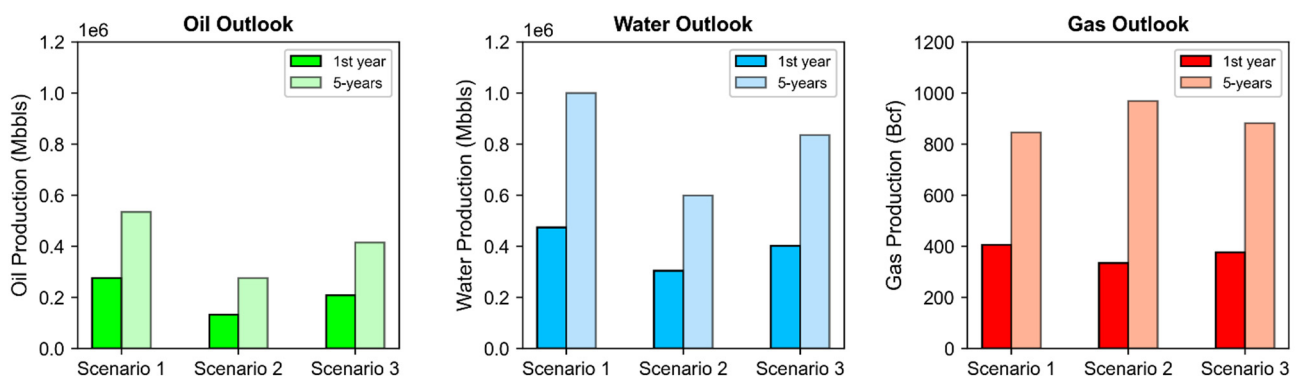 Oil Outlook
1e6
Oil Production (Mbbls)
1.2
1.0
0.8
0.6
0.4
0.2
0.0
1st year
5-years
Scenario 1 Scenario 2 Scenario 3
Water Outlook
1e6
Water Production (Mbbls)
1.2
1.0
0.8
0.6
0.4
0.2
0.0
1st year
5-years
Scenario 1 Scenario 2 Scenario 3
Gas Outlook
Gas Production (Bcf)
1200
1000
800
600
400
200
0
1st year
5-years
Scenario 1 Scenario 2 Scenario 3